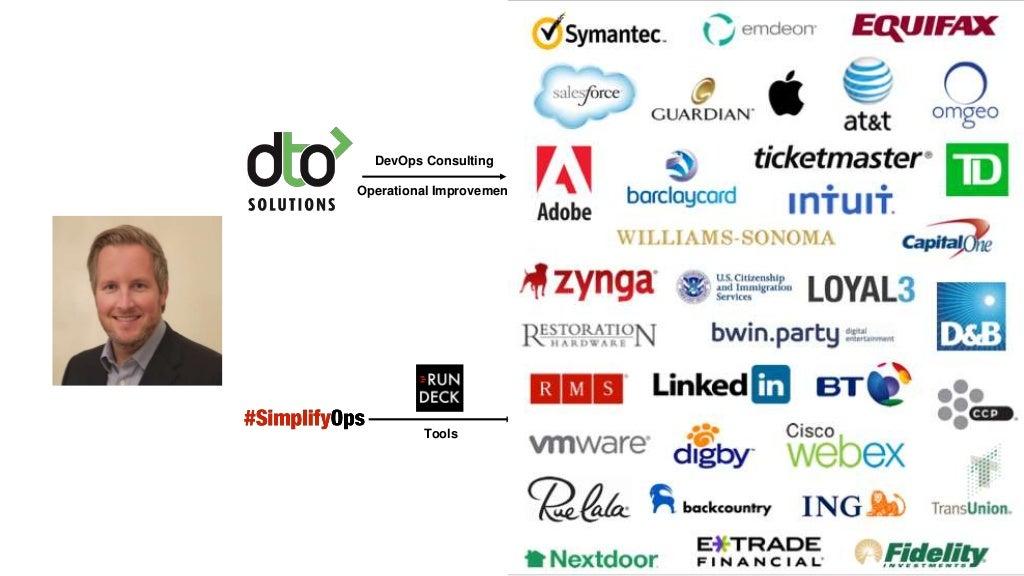 dto
SOLUTIONS
DevOps Consulting
Operational Improvemen
#SimplifyOps
RUN
DECK
Tools
Symantec.
emdeon
EQUIFAX
salesforce
GUARDIAN
at&t
omgeo
Adobe
barclaycard
ticketmaster®
intuit.
TD
WILLIAMS-SONOMA
Capital One
zynga
U.S. Citizenship
and Immigration
Services
LOYAL3
D&B
RESTORATION
HARDWARE
bwin.party
digital
entertainment
RMS
Linked in
BT
CCP
vmware®
digby
Cisco
webex
TransUnion
Rue la la
backcountry
ING
Nextdoor
E*TRADE
FINANCIAL
Fidelity
INVESTMENTS